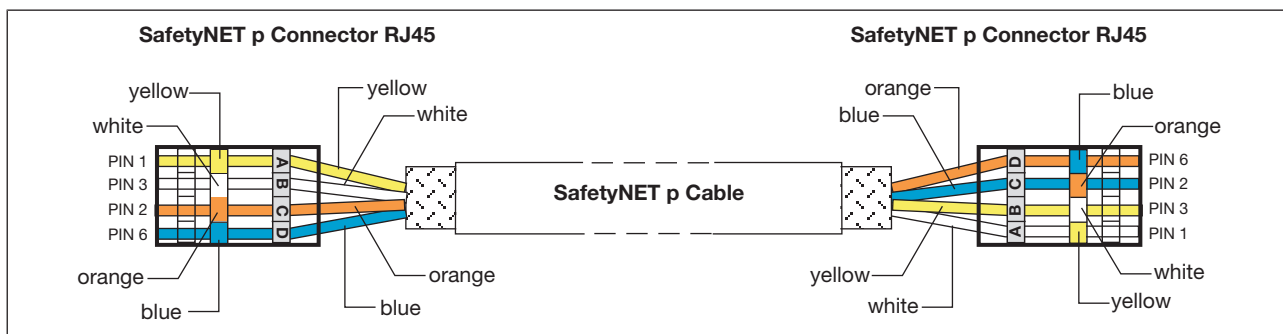 SafetyNET p Connector RJ45
SafetyNET p Connector RJ45
yellow
white
yellow
white
PIN 1
PIN 3
PIN 2
PIN 6
A
B
C
D
orange
blue
orange
blue
SafetyNET p Cable
orange
blue
blue
orange
D
C
B
A
PIN 6
PIN 2
PIN 3
PIN 1
yellow
white
white
yellow